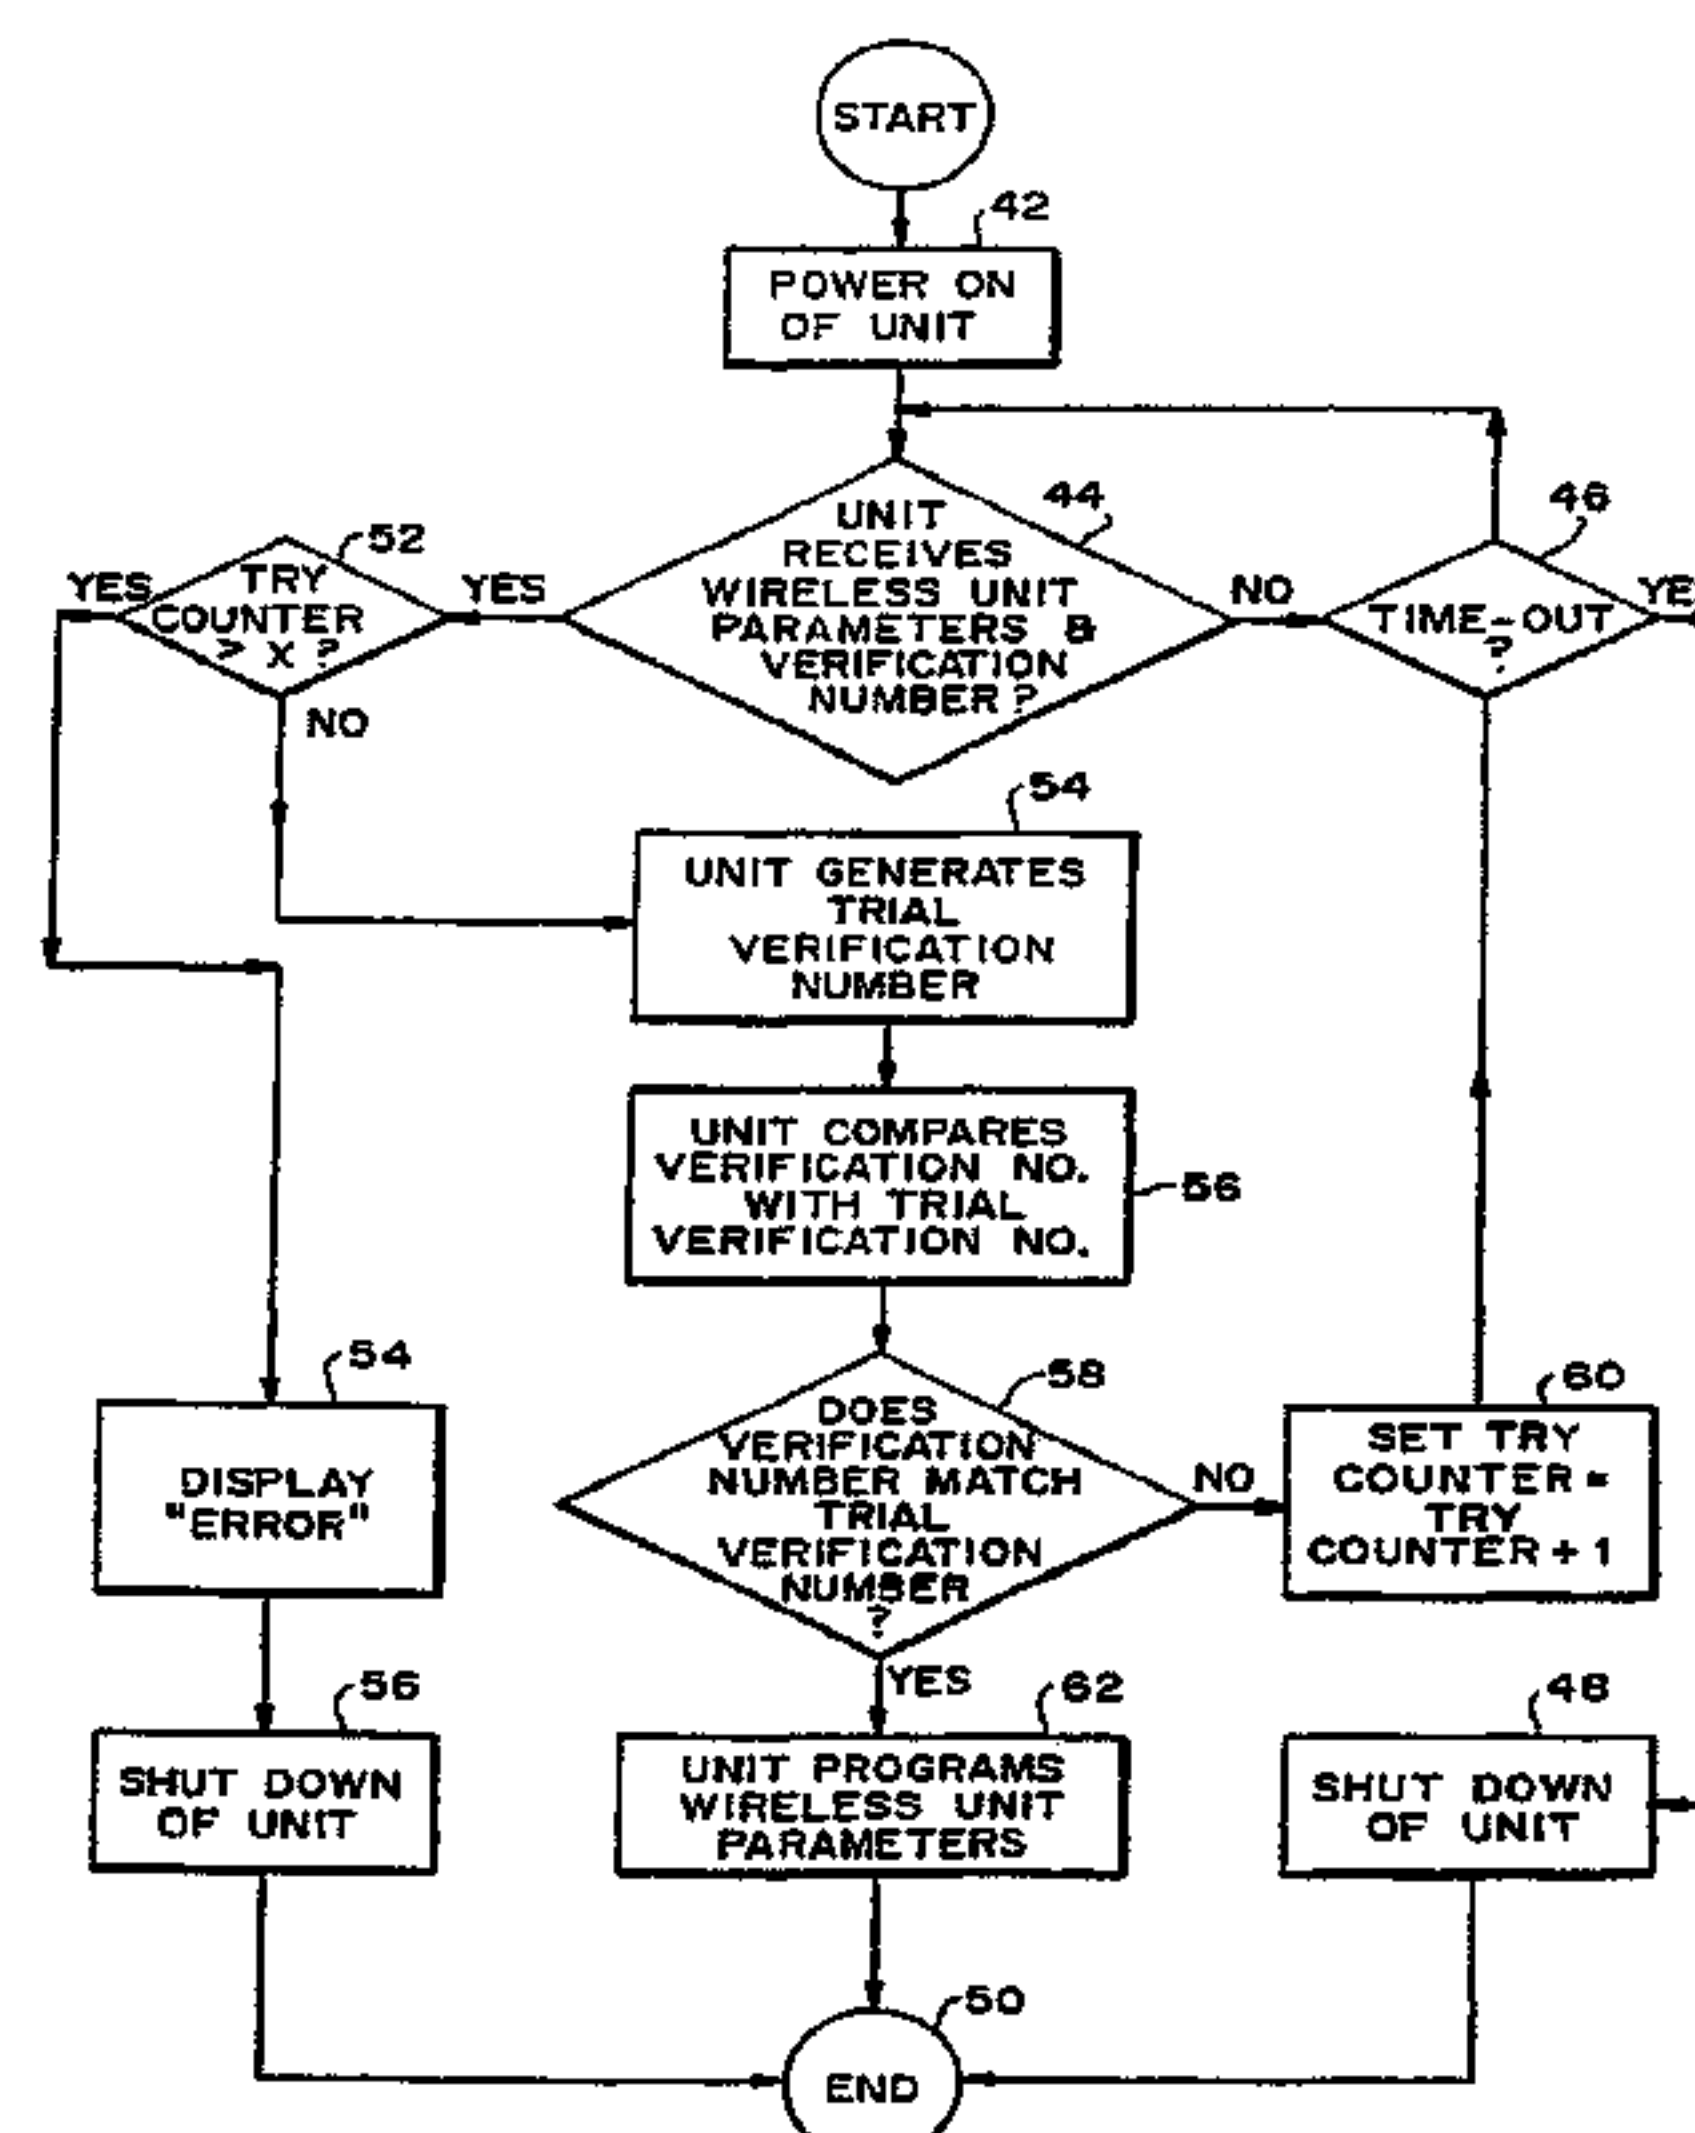 START
42
POWER ON
OF UNIT
44
UNIT
RECEIVES
WIRELESS UNIT
PARAMETERS &
VERIFICATION
NUMBER ?
46
NO
TIME-OUT
?
YES
52
YES
TRY
COUNTER
> X ?
YES
NO
54
UNIT GENERATES
TRIAL
VERIFICATION
NUMBER
UNIT COMPARES
VERIFICATION NO.
WITH TRIAL
VERIFICATION NO.
56
54
DISPLAY
"ERROR"
58
DOES
VERIFICATION
NUMBER MATCH
TRIAL
VERIFICATION
NUMBER
?
NO
60
SET TRY
COUNTER =
TRY
COUNTER + 1
YES
56
SHUT DOWN
OF UNIT
62
UNIT PROGRAMS
WIRELESS UNIT
PARAMETERS
48
SHUT DOWN
OF UNIT
50
END